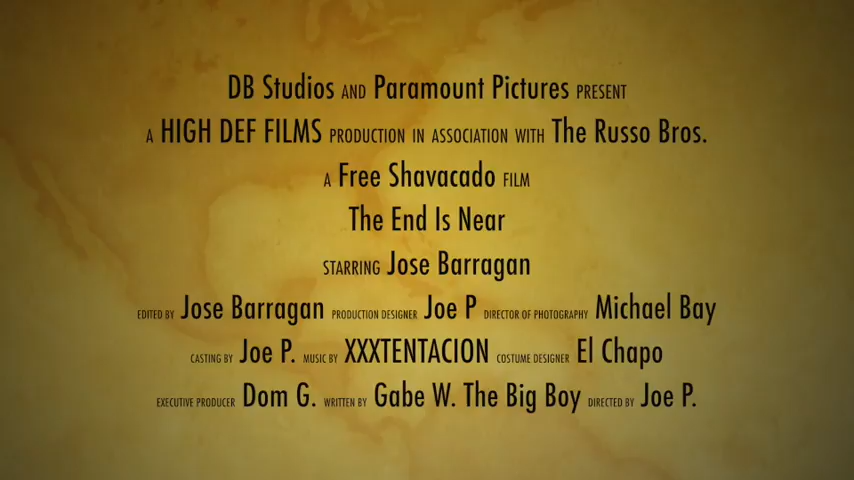 DB Studios AND Paramount Pictures PRESENT
A HIGH DEF FILMS PRODUCTION IN ASSOCIATION WITH The Russo Bros.
A Free Shavacado FILM
The End Is Near
STARRING Jose Barragan
EDITED BY Jose Barragan PRODUCTION DESIGNER Joe P DIRECTOR OF PHOTOGRAPHY Michael Bay
CASTING BY Joe P. MUSIC BY XXXTENTACION COSTUME DESIGNER El Chapo
EXECUTIVE PRODUCER Dom G. WRITTEN BY Gabe W. The Big Boy DIRECTED BY Joe P.